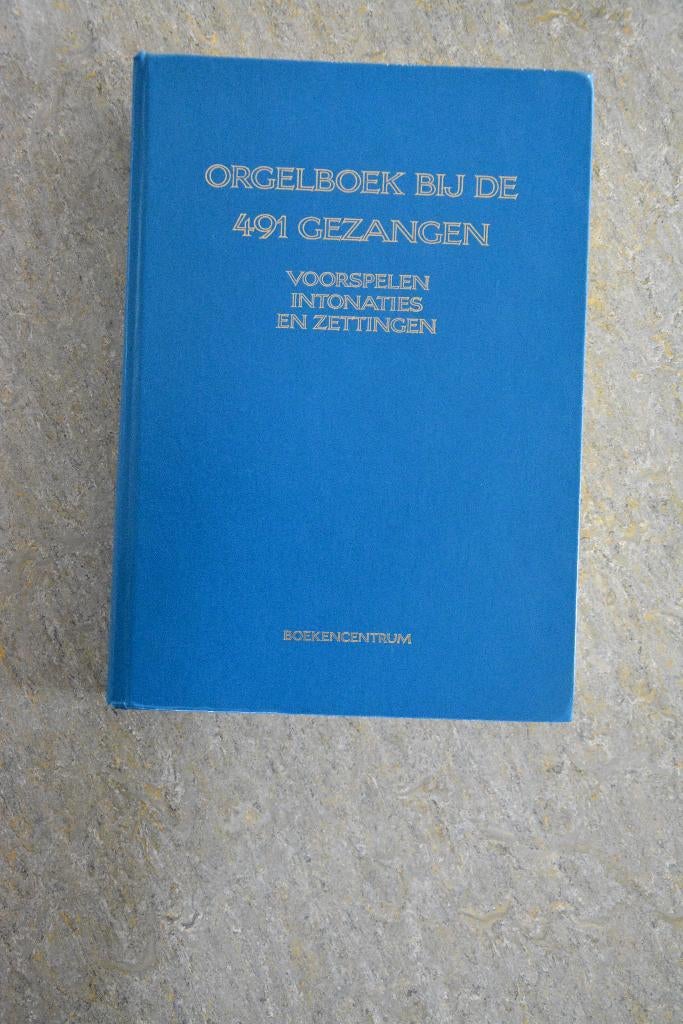 ORGELBOEK BIJ DE
491 GEZANGEN
VOORSPELEN
INTONATIES
EN ZETTINGEN
BOEKENCENTRUM